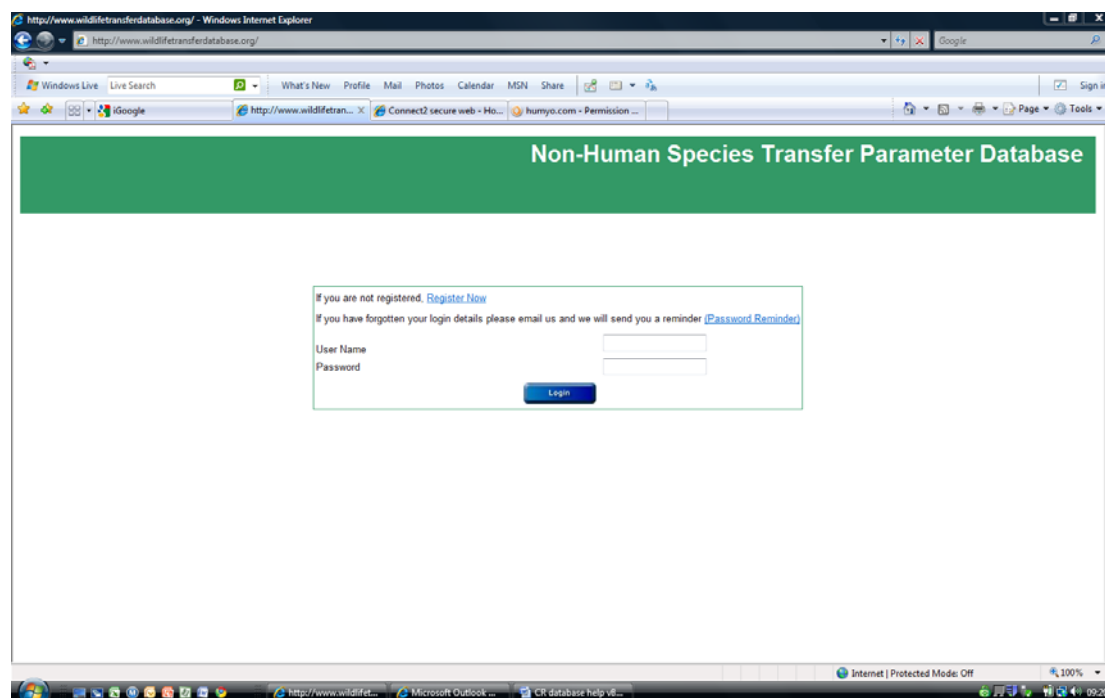 http://www.wildlifetransferdatabase.org/ - Windows Internet Explorer
http://www.wildlifetransferdatabase.org/
Google
Windows Live Live Search What's New Profile Mail Photos Calendar MSN Share Sign in
iGoogle http://www.wildlifetran... Connect2 secure web - Ho... humyo.com - Permission ... Page Tools
Non-Human Species Transfer Parameter Database
If you are not registered, Register Now
If you have forgotten your login details please email us and we will send you a reminder (Password Reminder)
User Name
Password
Login
Internet | Protected Mode: Off 100%
http://www.wildlifet... Microsoft Outlook ... CR database help v8...